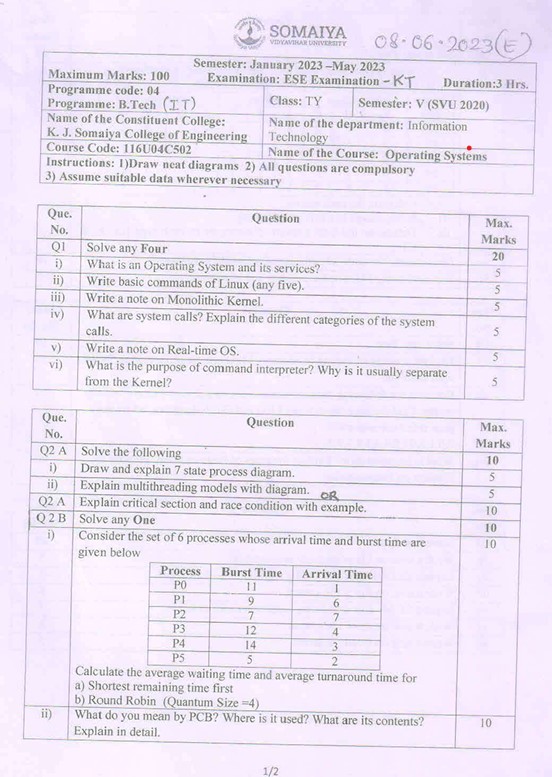 SOMAIYA
VIDYAVIHAR UNIVERSITY
08-06-2023(E)
Semester: January 2023 –May 2023
Maximum Marks: 100 Examination: ESE Examination – KT Duration:3 Hrs.
Programme code: 04
Programme: B.Tech (IT)
Class: TY
Semester: V (SVU 2020)
Name of the Constituent College:
K. J. Somaiya College of Engineering
Name of the department: Information
Technology
Course Code: 116U04C502
Name of the Course: Operating Systems
Instructions: 1)Draw neat diagrams 2) All questions are compulsory
3) Assume suitable data wherever necessary
Que. No. Question Max. Marks
Q1 Solve any Four 20
i) What is an Operating System and its services? 5
ii) Write basic commands of Linux (any five). 5
iii) Write a note on Monolithic Kernel. 5
iv) What are system calls? Explain the different categories of the system
calls. 5
v) Write a note on Real-time OS. 5
vi) What is the purpose of command interpreter? Why is it usually separate
from the Kernel? 5
Que. No. Question Max. Marks
Q2 A Solve the following 10
i) Draw and explain 7 state process diagram. 5
ii) Explain multithreading models with diagram. 5
OR
Q2 A Explain critical section and race condition with example. 10
Q 2 B Solve any One 10
i) Consider the set of 6 processes whose arrival time and burst time are 10
given below
Process Burst Time Arrival Time
P0 11 1
P1 9 6
P2 7 7
P3 12 4
P4 14 3
P5 5 2
Calculate the average waiting time and average turnaround time for
a) Shortest remaining time first
b) Round Robin (Quantum Size =4)
ii) What do you mean by PCB? Where is it used? What are its contents? 10
Explain in detail.
1/2